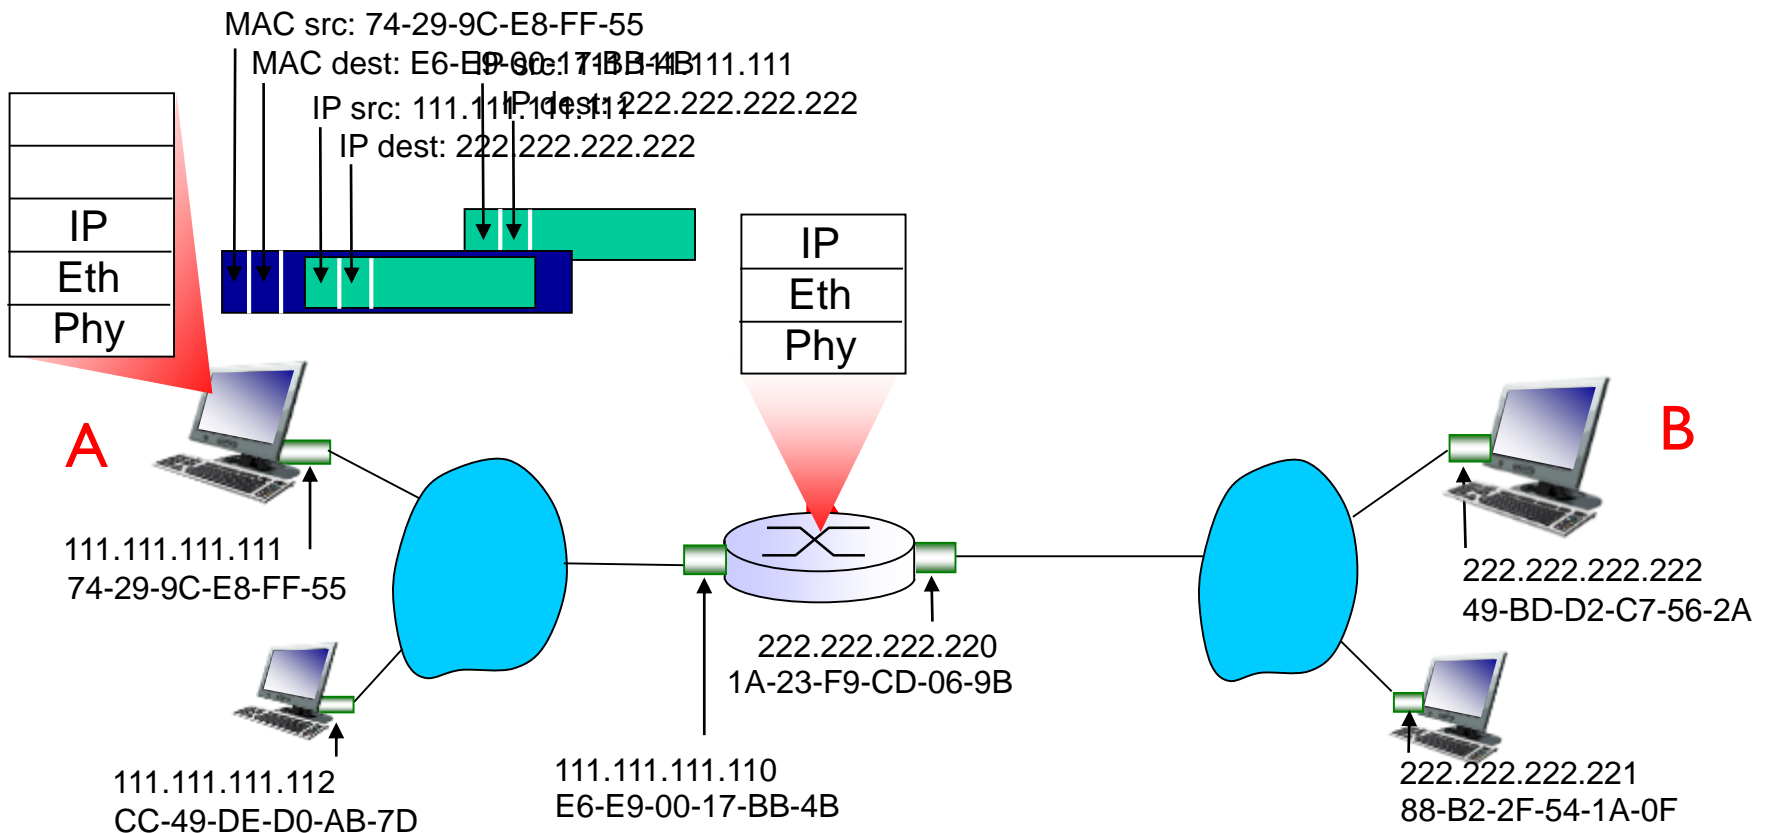 MAC src: 74-29-9C-E8-FF-55
MAC dest: E6-E9-00-17-BB-4B
IP src: 111.111.111.111
IP src: 111.111.111.111
IP dest: 222.222.222.222
IP dest: 222.222.222.222
IP
Eth
Phy
IP
Eth
Phy
A
B
111.111.111.111
74-29-9C-E8-FF-55
222.222.222.222
49-BD-D2-C7-56-2A
222.222.222.220
1A-23-F9-CD-06-9B
111.111.111.112
CC-49-DE-D0-AB-7D
111.111.111.110
E6-E9-00-17-BB-4B
222.222.222.221
88-B2-2F-54-1A-0F